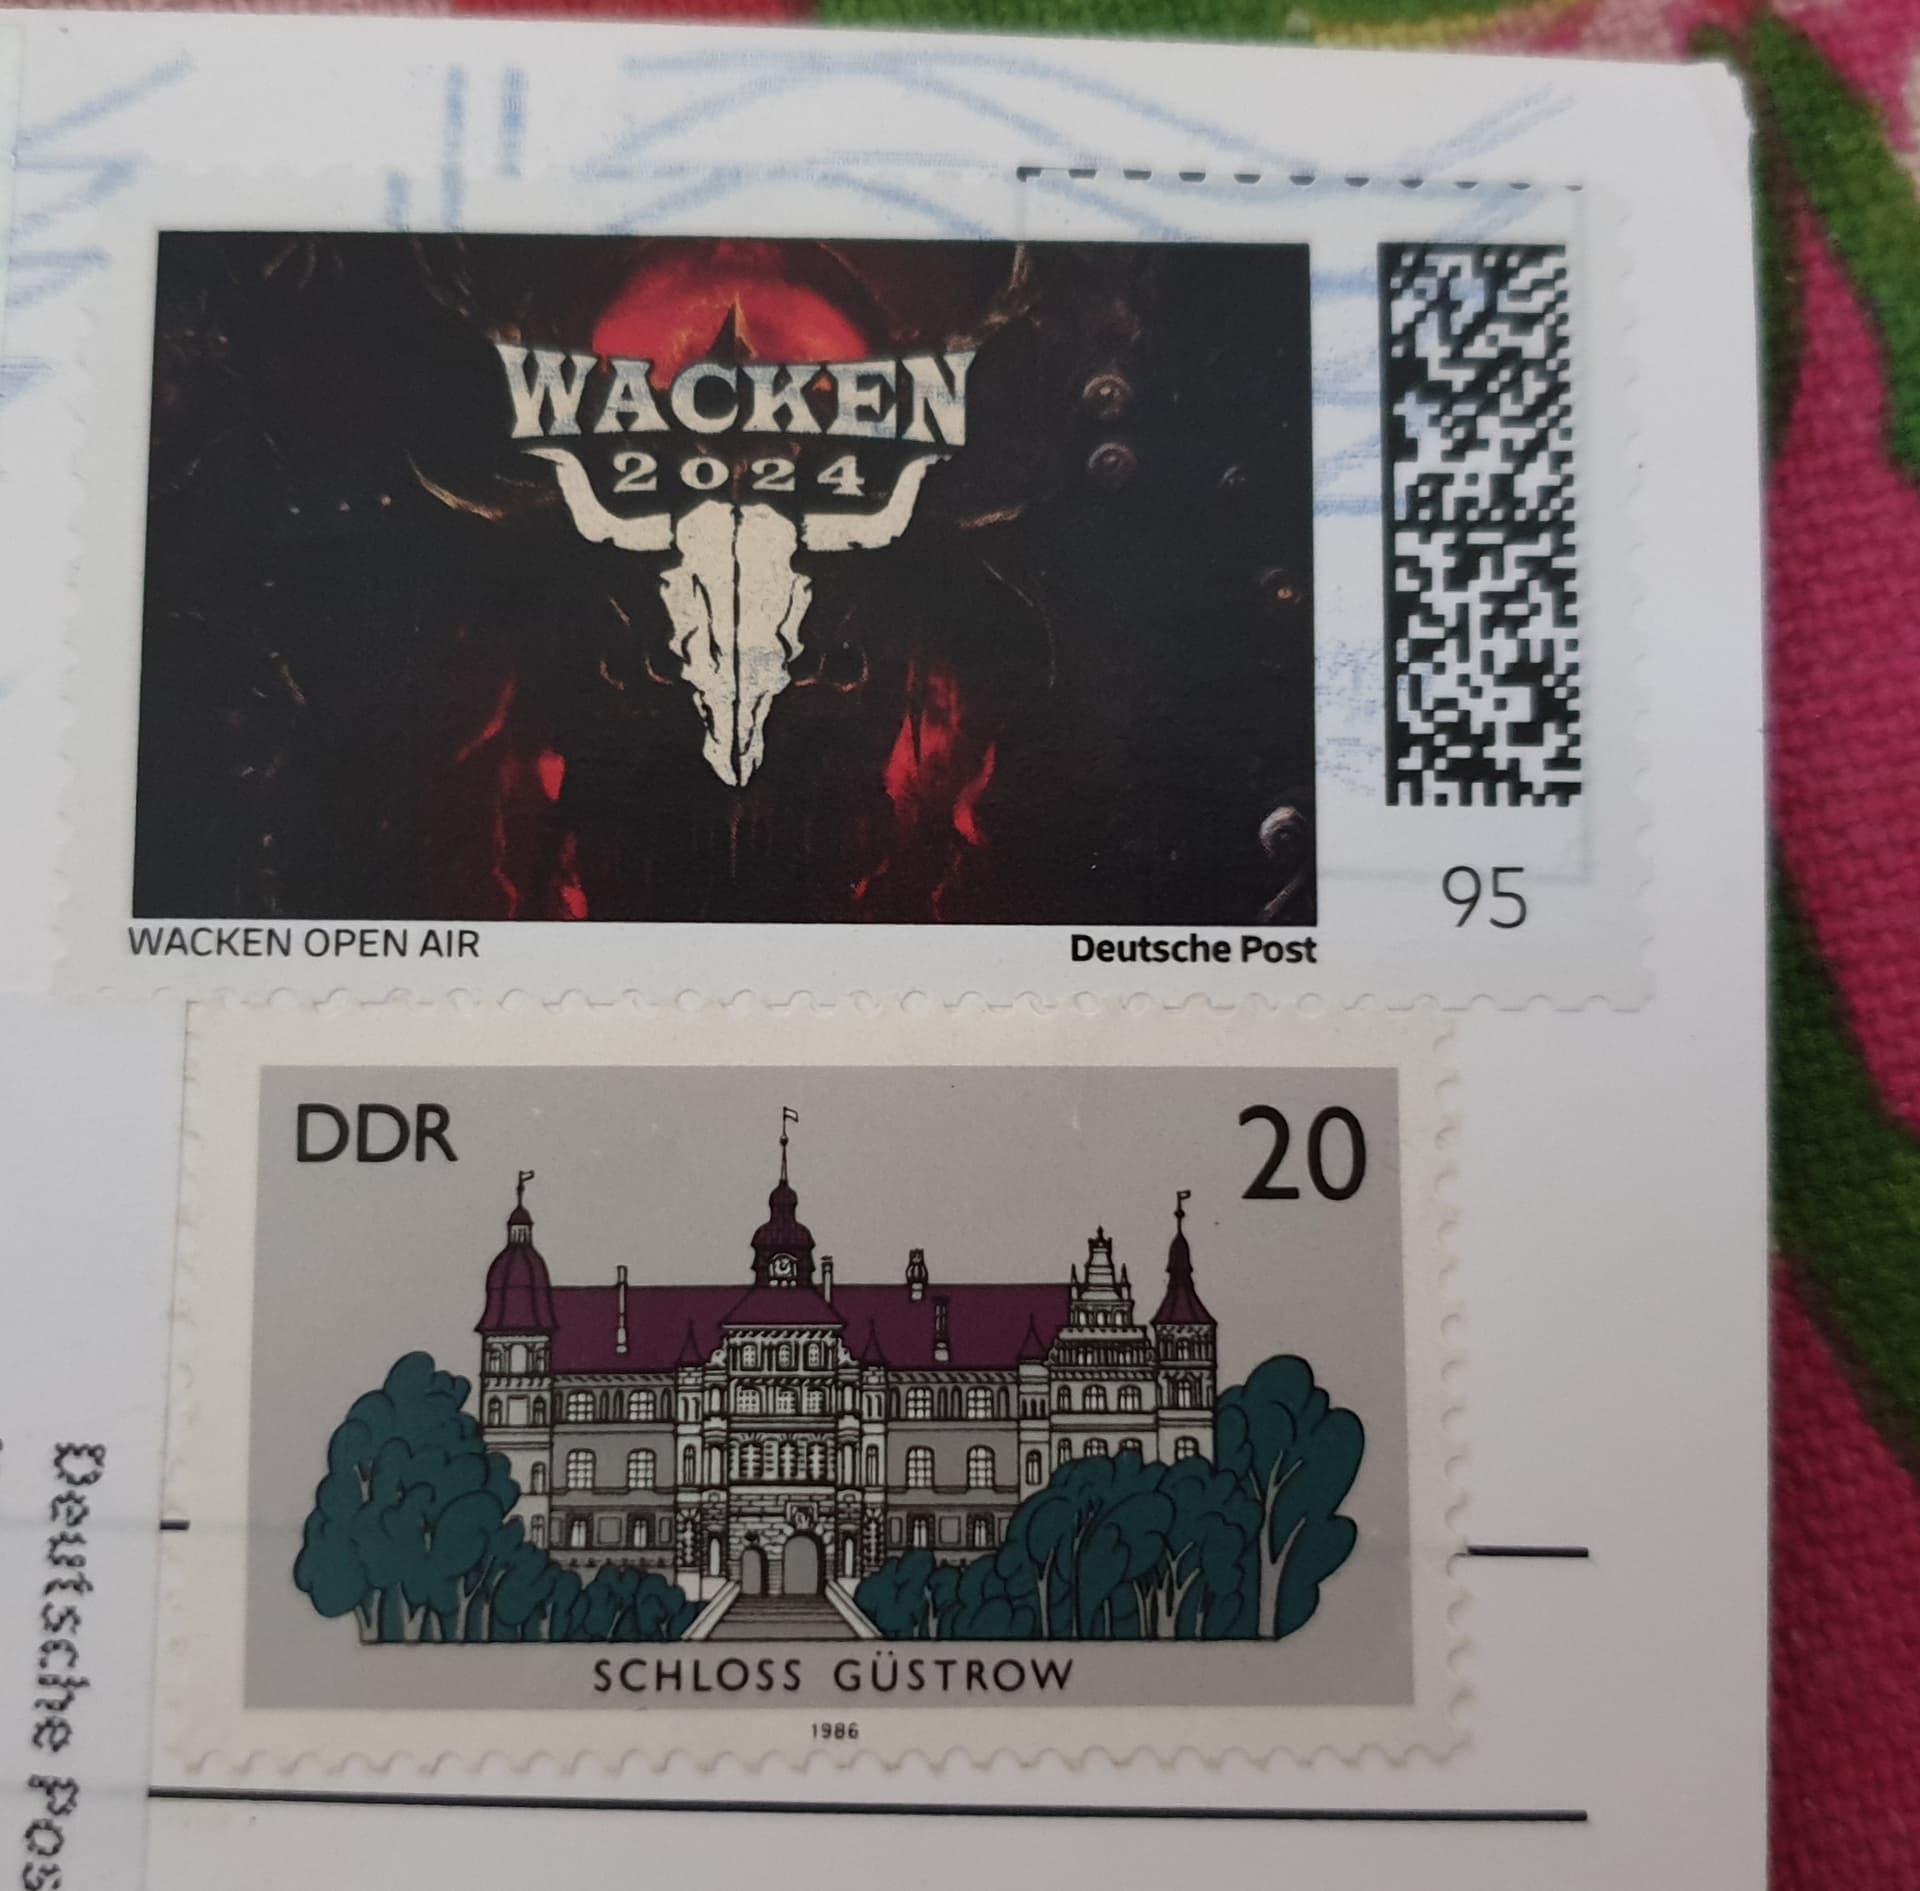 WACKEN
2024
95
WACKEN OPEN AIR
Deutsche Post
DDR
20
SCHLOSS GÜSTROW
1986
Deutsche Pos